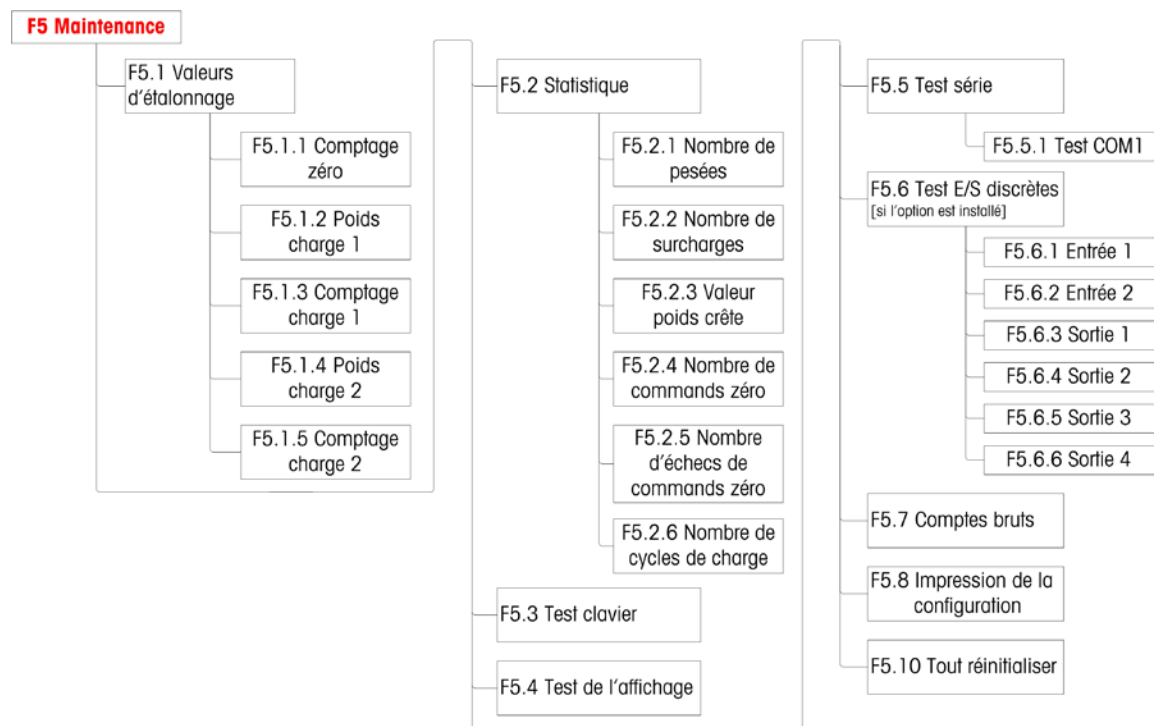 F5 Maintenance
F5.1 Valeurs
d'étalonnage
F5.1.1 Comptage
zéro
F5.1.2 Poids
charge 1
F5.1.3 Comptage
charge 1
F5.1.4 Poids
charge 2
F5.1.5 Comptage
charge 2
F5.2 Statistique
F5.2.1 Nombre de
pesées
F5.2.2 Nombre de
surcharges
F5.2.3 Valeur
poids crête
F5.2.4 Nombre de
commands zéro
F5.2.5 Nombre
d'échecs de
commands zéro
F5.2.6 Nombre de
cycles de charge
F5.3 Test clavier
F5.4 Test de l'affichage
F5.5 Test série
F5.5.1 Test COM1
F5.6 Test E/S discrètes
[si l'option est installé]
F5.6.1 Entrée 1
F5.6.2 Entrée 2
F5.6.3 Sortie 1
F5.6.4 Sortie 2
F5.6.5 Sortie 3
F5.6.6 Sortie 4
F5.7 Comptes bruts
F5.8 Impression de la
configuration
F5.10 Tout réinitialiser